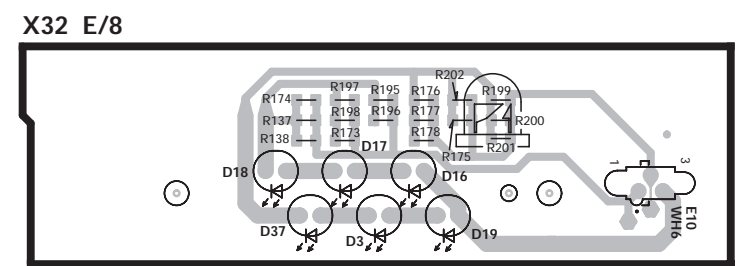 X32 E/8
R202
R197 R195 R176 R199
R174
R198 R196 R177
R137 R200
R138 R173 R178
D17 R175 R201
D18 D16
1 3
D37 D3 D19
E10
WH6